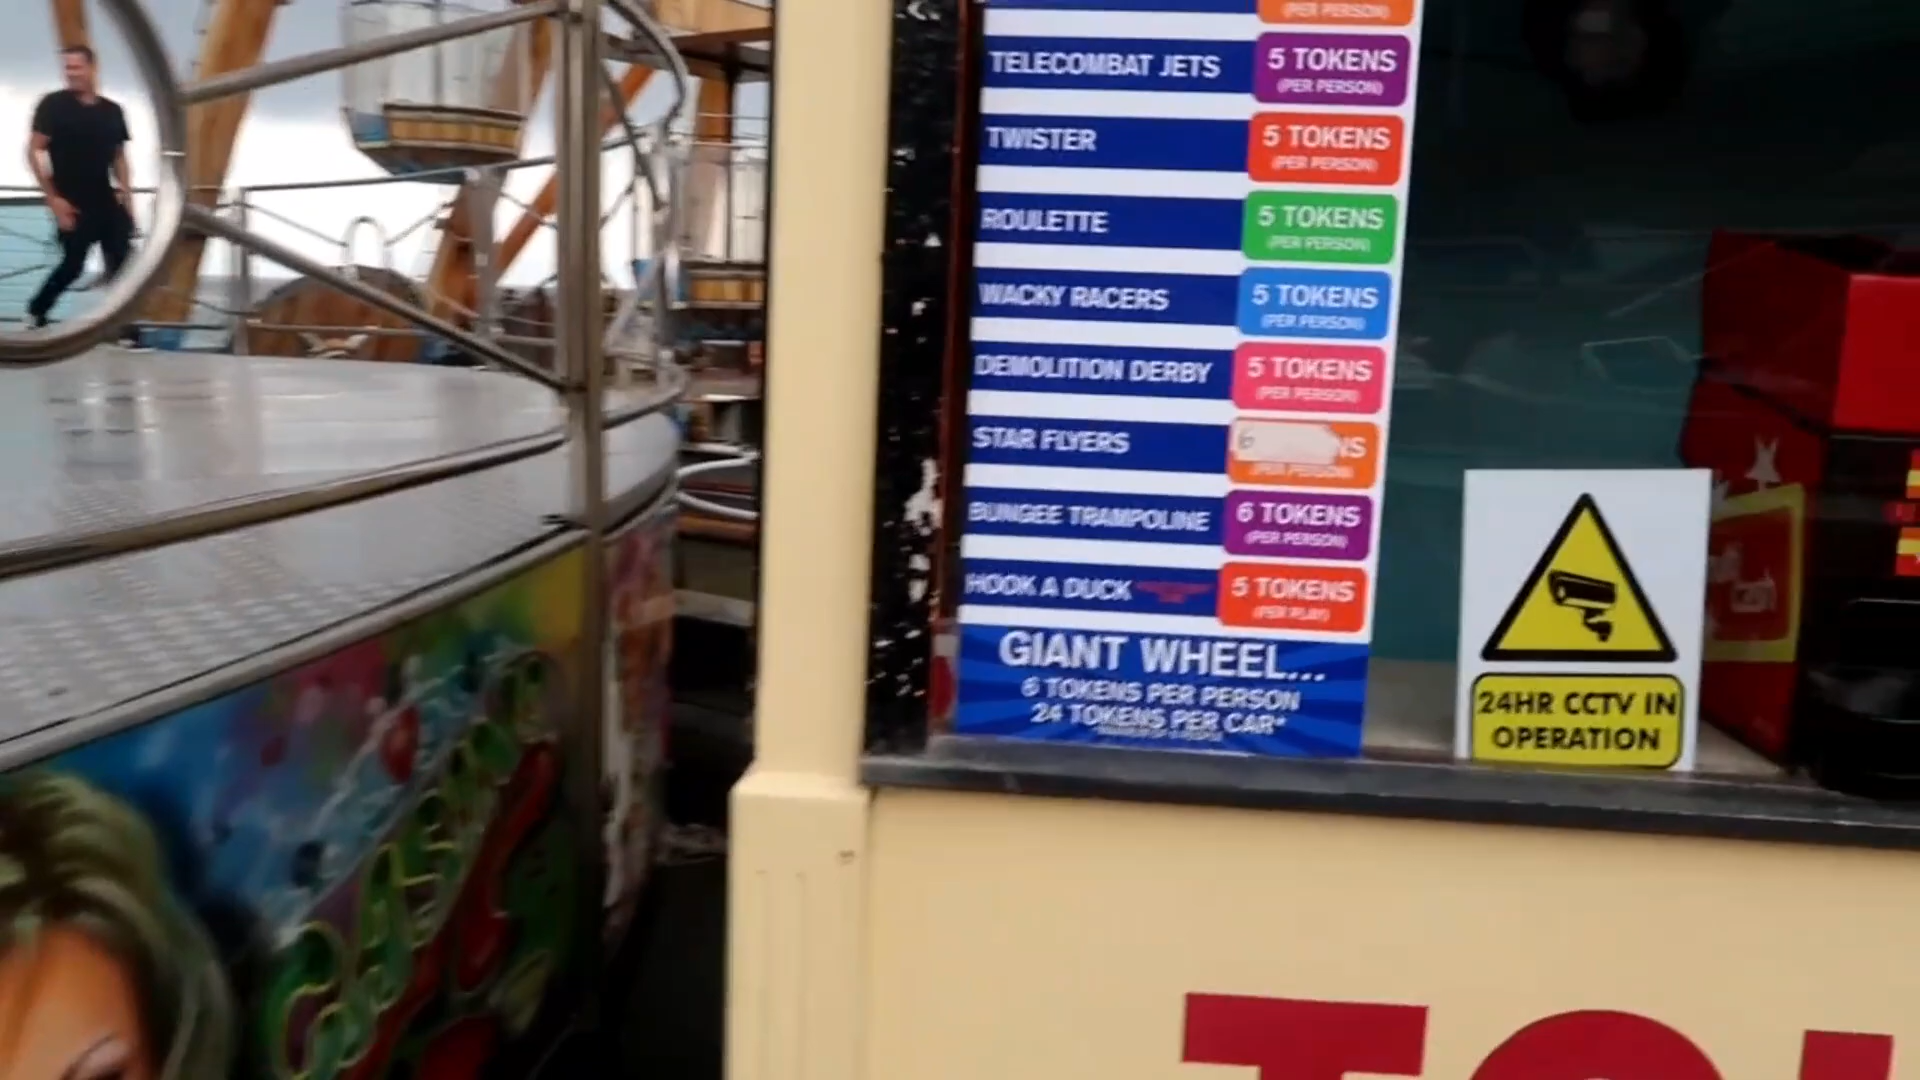 (PER PERSON)
TELECOMBAT JETS 5 TOKENS
(PER PERSON)
TWISTER 5 TOKENS
(PER PERSON)
ROULETTE 5 TOKENS
(PER PERSON)
WACKY RACERS 5 TOKENS
(PER PERSON)
DEMOLITION DERBY 5 TOKENS
(PER PERSON)
STAR FLYERS 6 NS
(PER PERSON)
BUNGEE TRAMPOLINE 6 TOKENS
(PER PERSON)
HOOK A DUCK 5 TOKENS
(PER PLAY)
GIANT WHEEL...
6 TOKENS PER PERSON
24 TOKENS PER CAR*
24HR CCTV IN
OPERATION